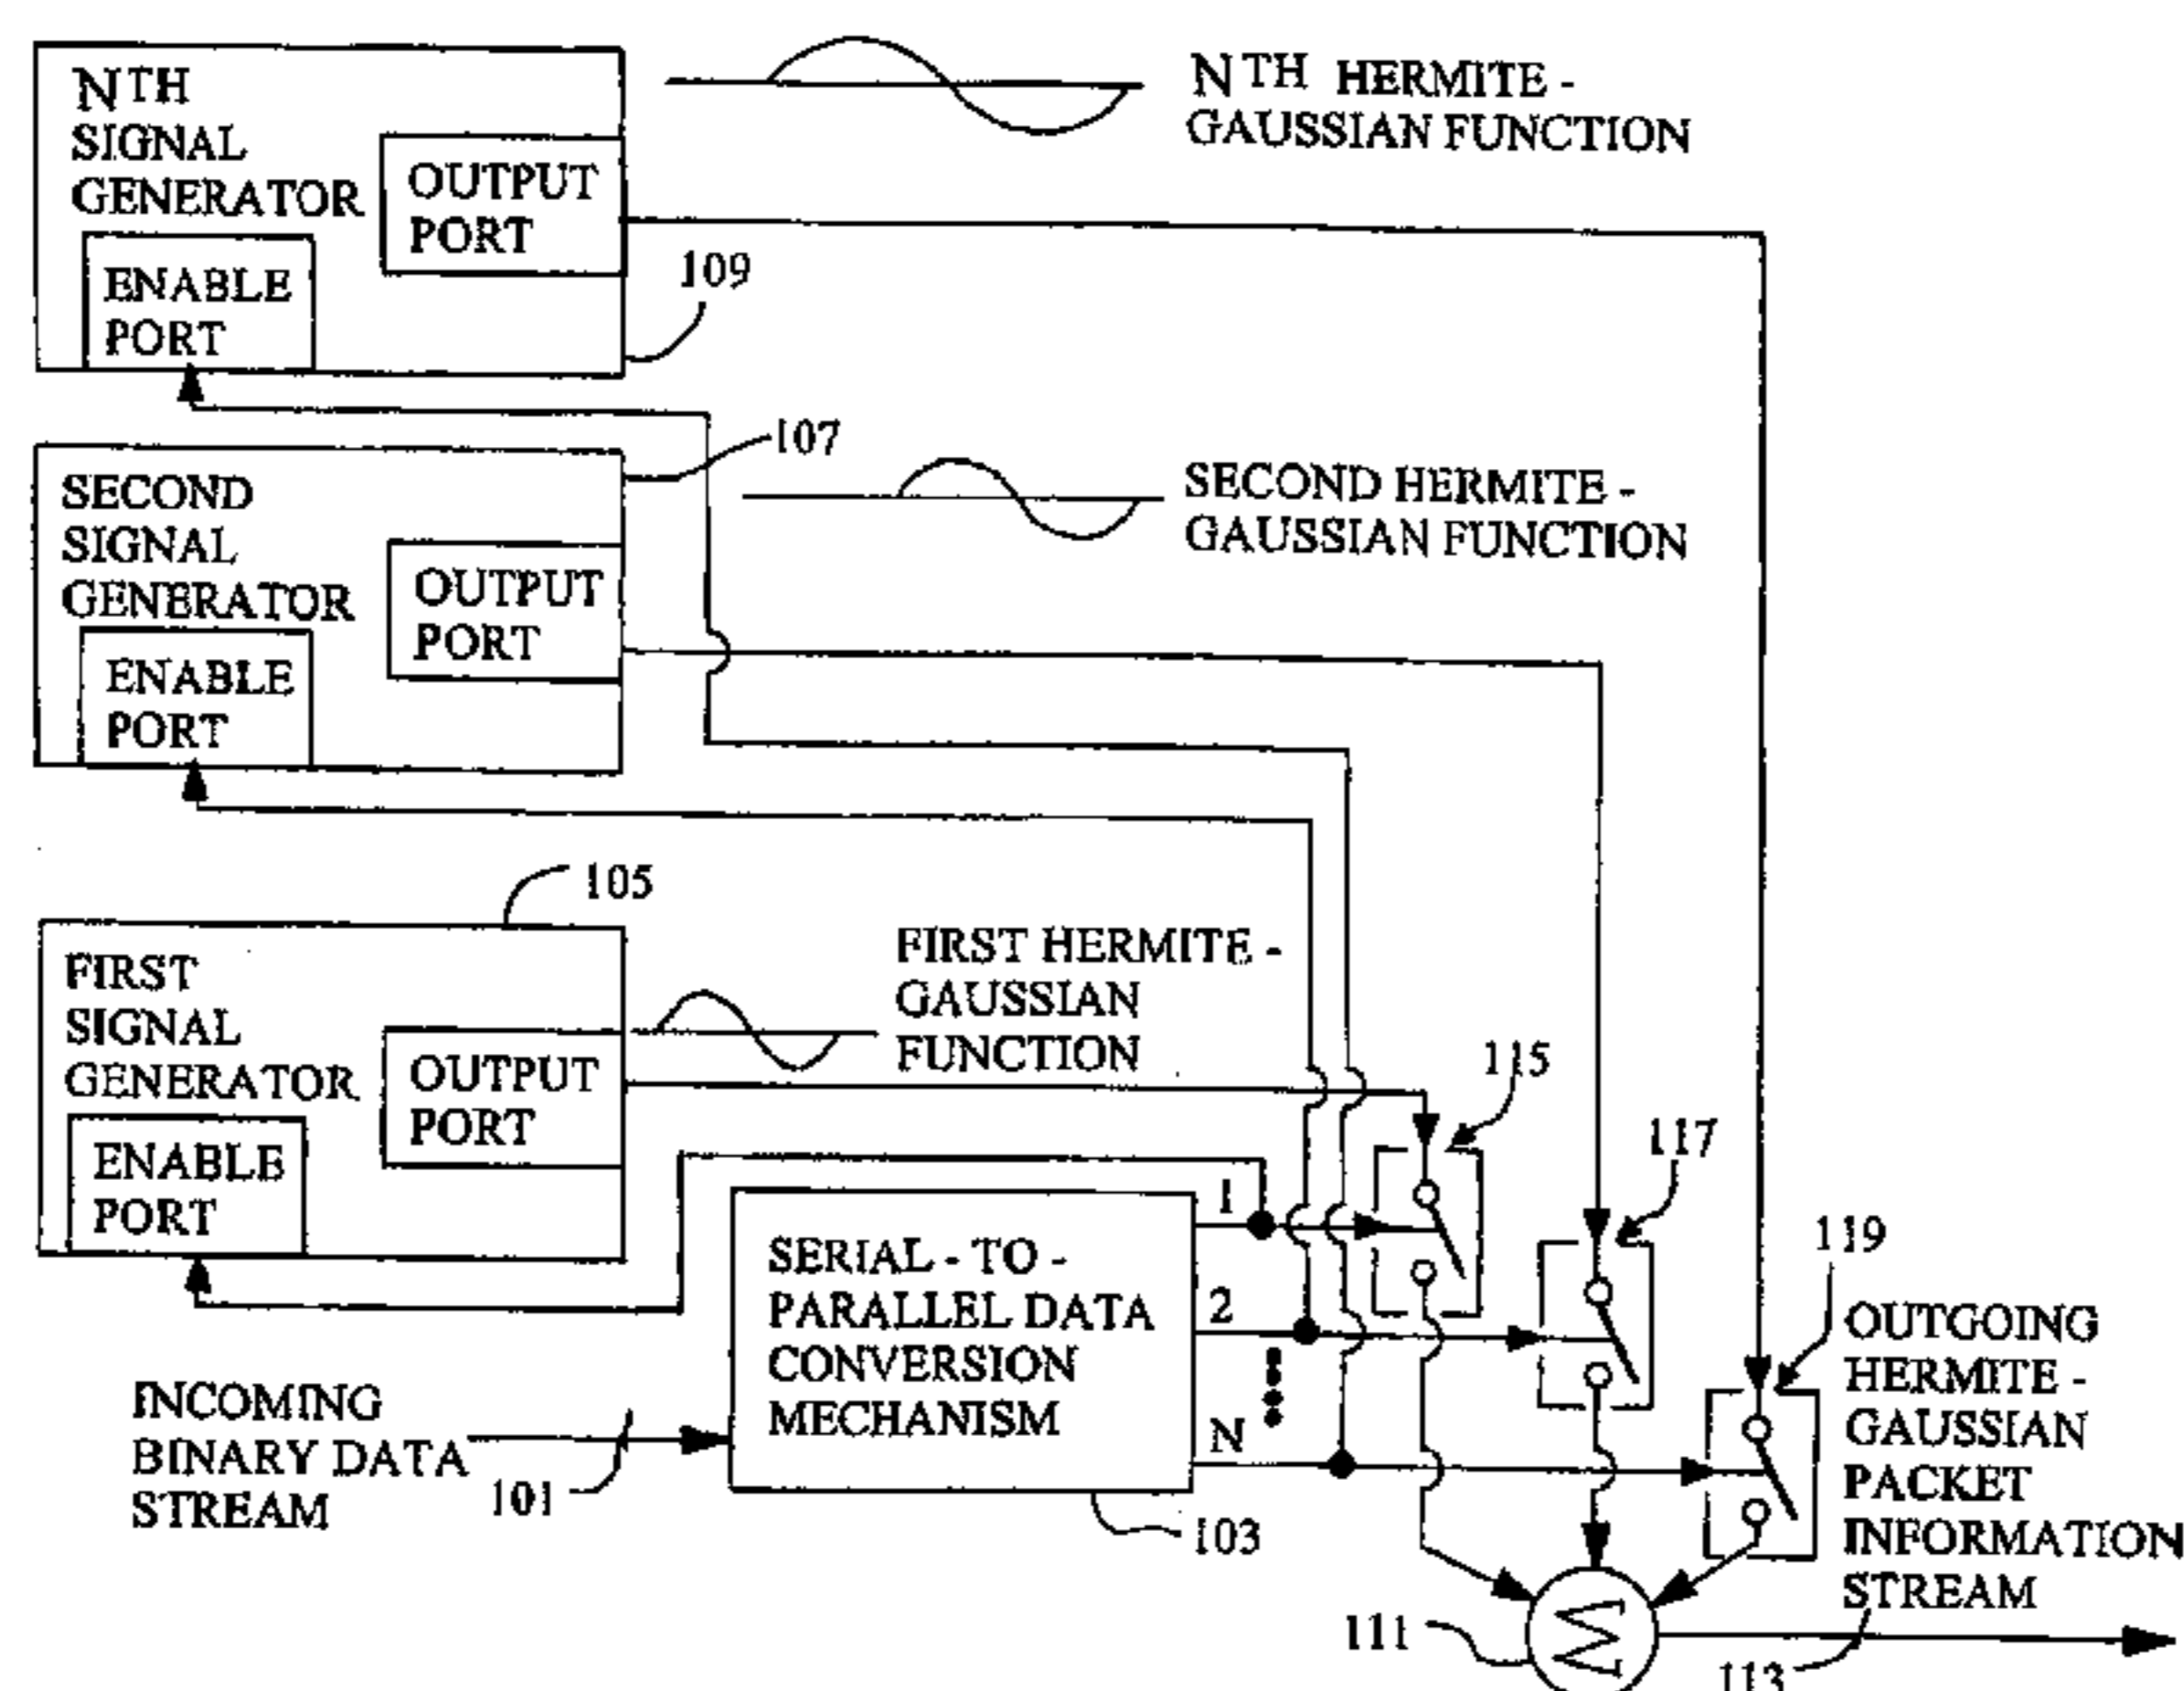 NTH
SIGNAL
GENERATOR
OUTPUT
PORT
ENABLE
PORT
109
NTH HERMITE -
GAUSSIAN FUNCTION
SECOND
SIGNAL
GENERATOR
OUTPUT
PORT
ENABLE
PORT
107
SECOND HERMITE -
GAUSSIAN FUNCTION
105
FIRST
SIGNAL
GENERATOR
OUTPUT
PORT
ENABLE
PORT
FIRST HERMITE -
GAUSSIAN
FUNCTION
115
117
119
1
2
N
SERIAL - TO -
PARALLEL DATA
CONVERSION
MECHANISM
103
INCOMING
BINARY DATA
STREAM
101
OUTGOING
HERMITE -
GAUSSIAN
PACKET
INFORMATION
STREAM
111
Σ
113